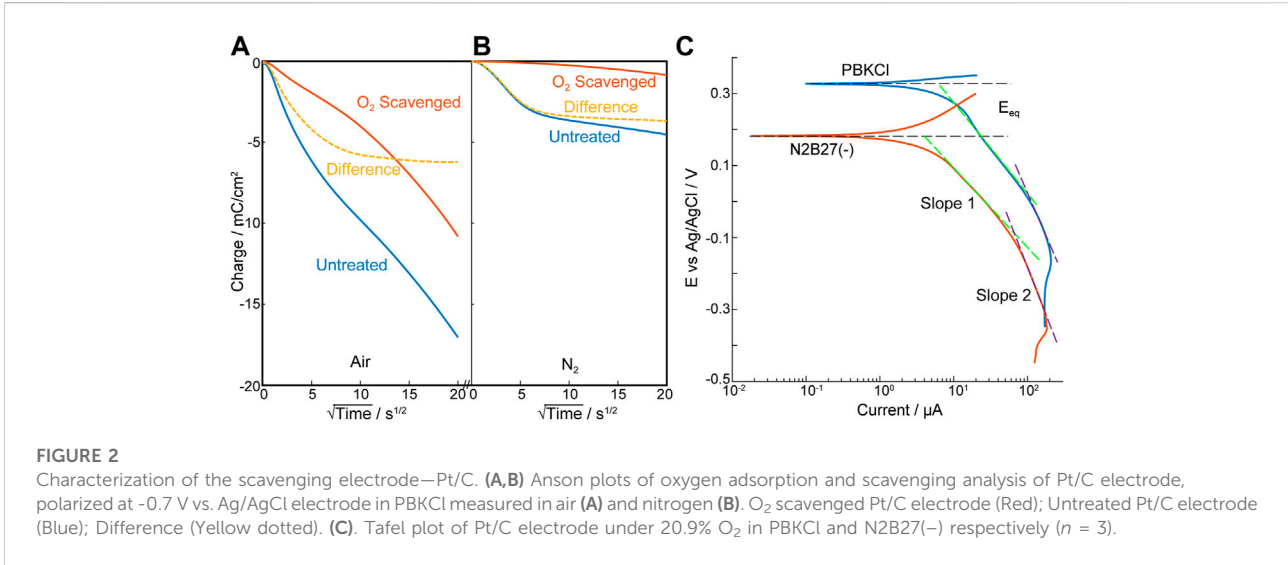 A
0
-5
-10
-15
-20
Charge / mC/cm²
O₂ Scavenged
Difference
Untreated
Air
0 5 10 15 20
√Time / s^1/2
B
O₂ Scavenged
Difference
Untreated
N₂
0 5 10 15 20
√Time / s^1/2
C
PBKCl
E_eq
N2B27(-)
Slope 1
Slope 2
0.3
0.1
-0.1
-0.3
-0.5
E vs Ag/AgCl / V
10⁻² 10⁻¹ 10⁰ 10¹ 10²
Current / µA
FIGURE 2
Characterization of the scavenging electrode—Pt/C. (A,B) Anson plots of oxygen adsorption and scavenging analysis of Pt/C electrode,
polarized at -0.7 V vs. Ag/AgCl electrode in PBKCl measured in air (A) and nitrogen (B). O₂ scavenged Pt/C electrode (Red); Untreated Pt/C electrode
(Blue); Difference (Yellow dotted). (C). Tafel plot of Pt/C electrode under 20.9% O₂ in PBKCl and N2B27(−) respectively (n = 3).